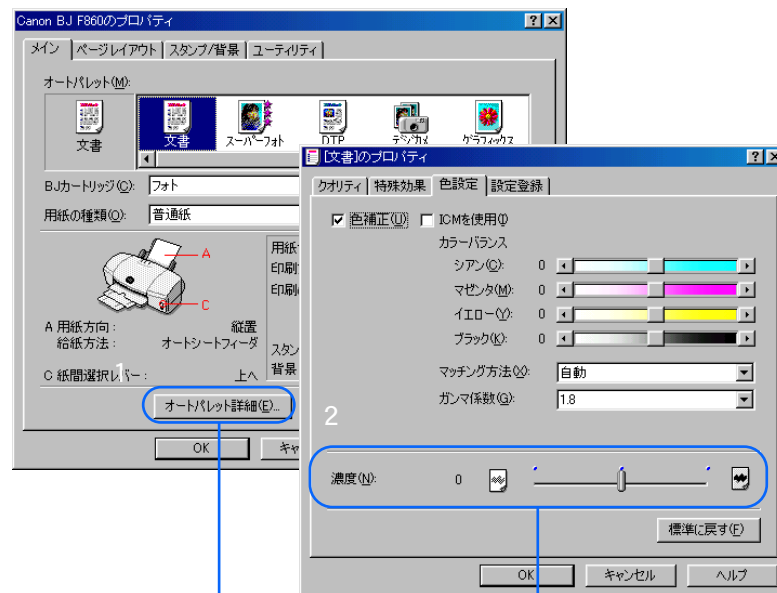 Canon BJ F860のプロパティ
メイン ページレイアウト スタンプ/背景 ユーティリティ
オートパレット(M):
文書 文書 スーパーフォト DTP デジカメ グラフィックス
BJカートリッジ(C): フォト
用紙の種類(O): 普通紙
A
C
A 用紙方向: 縦置
給紙方法: オートシートフィーダ
C 紙間選択レバー: 上へ
1
オートパレット詳細(E)...
OK
[文書]のプロパティ
クオリティ 特殊効果 色設定 設定登録
色補正(U) ICMを使用(I)
カラーバランス
シアン(C): 0
マゼンタ(M): 0
イエロー(Y): 0
ブラック(K): 0
マッチング方法(X): 自動
ガンマ係数(G): 1.8
2
濃度(N): 0
標準に戻す(F)
OK キャンセル ヘルプ